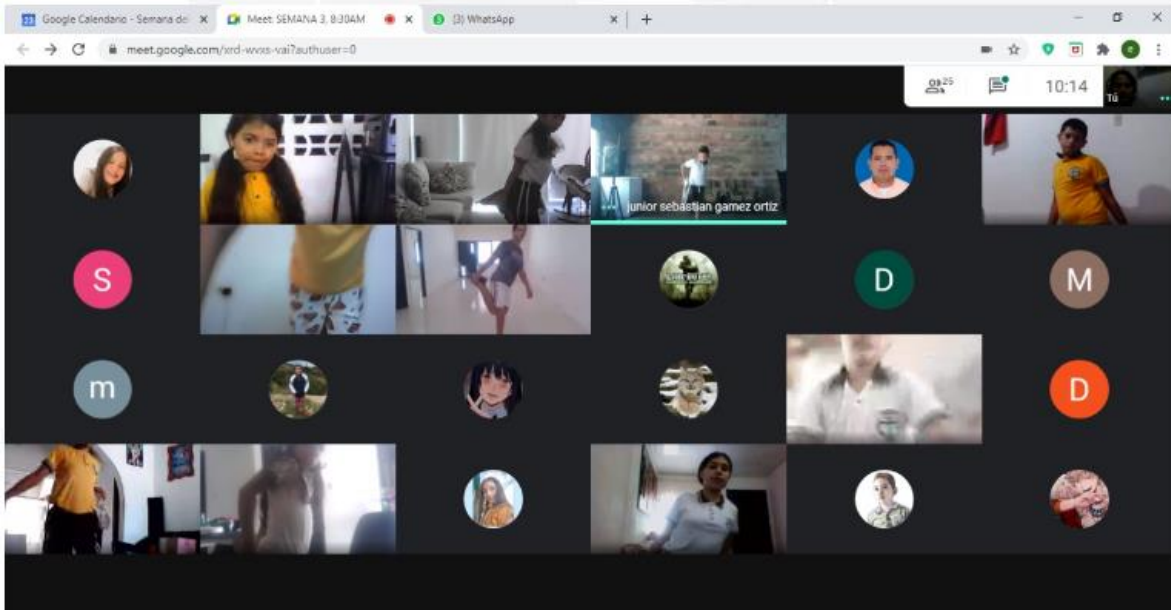 Google Calendario - Semana de
Meet: SEMANA 3, 8:30AM
(3) WhatsApp
meet.google.com/xrd-wvxs-vai?authuser=0
25
10:14
Tú
junior sebastian gamez ortiz
S
D
M
m
D